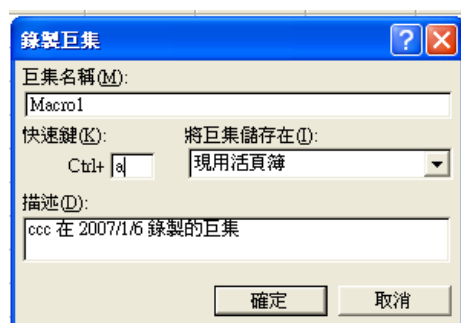 錄製巨集
巨集名稱(M):
Macro1
快速鍵(K): 將巨集儲存在(I):
Ctrl+ a 現用活頁簿
描述(D):
ccc 在 2007/1/6 錄製的巨集
確定 取消